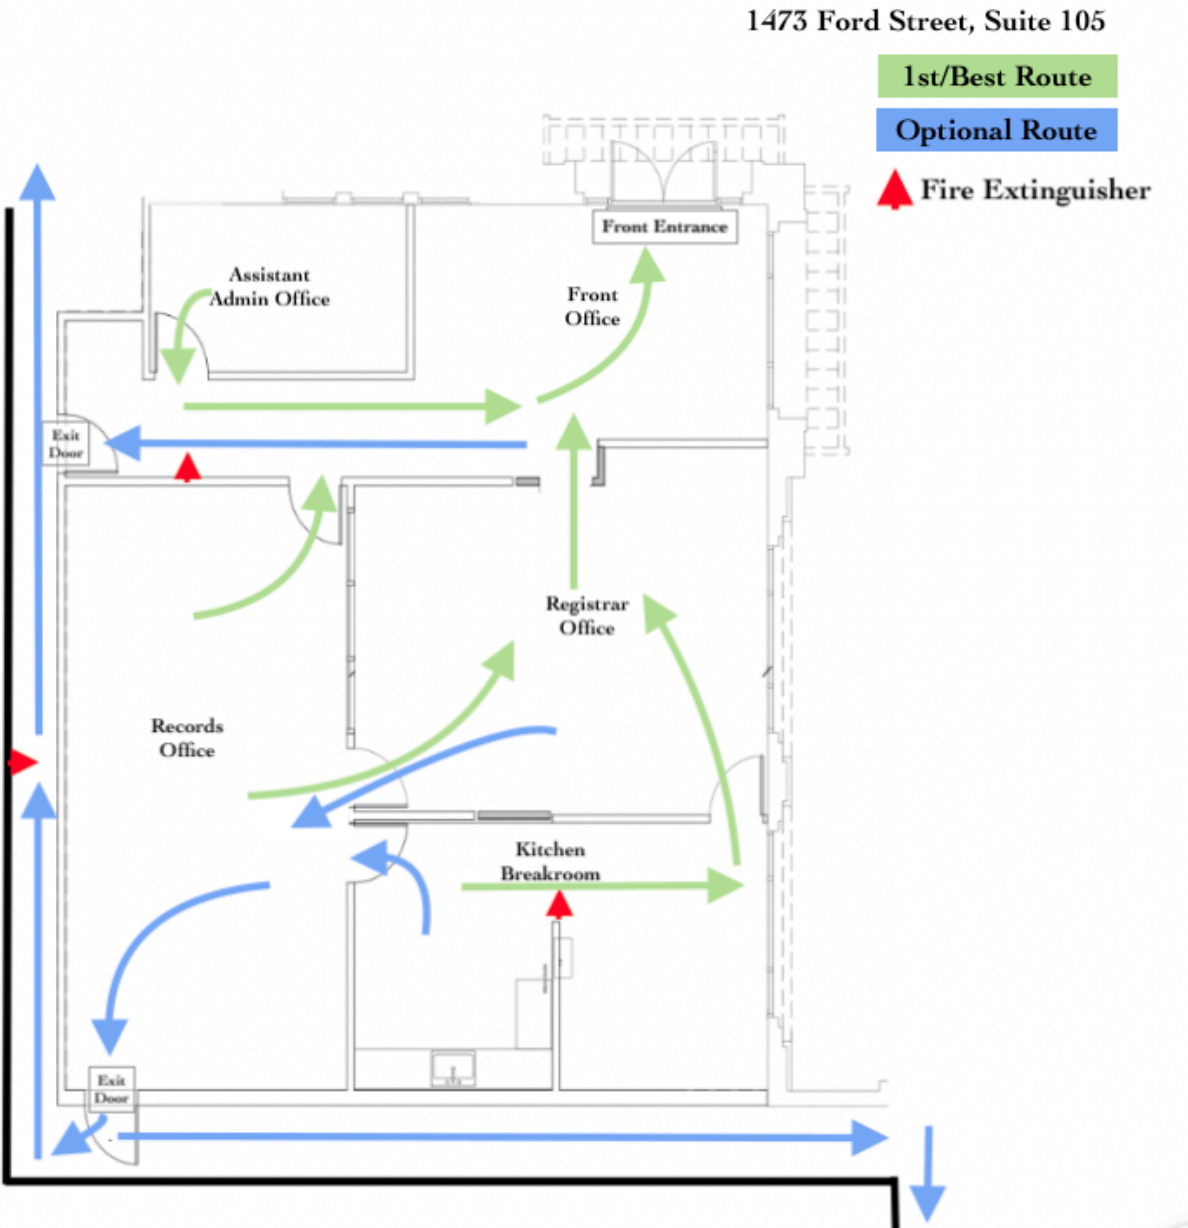 1473 Ford Street, Suite 105
1st/Best Route
Optional Route
Fire Extinguisher
Front Entrance
Assistant
Admin Office
Front
Office
Exit
Door
Registrar
Office
Records
Office
Kitchen
Breakroom
Exit
Door